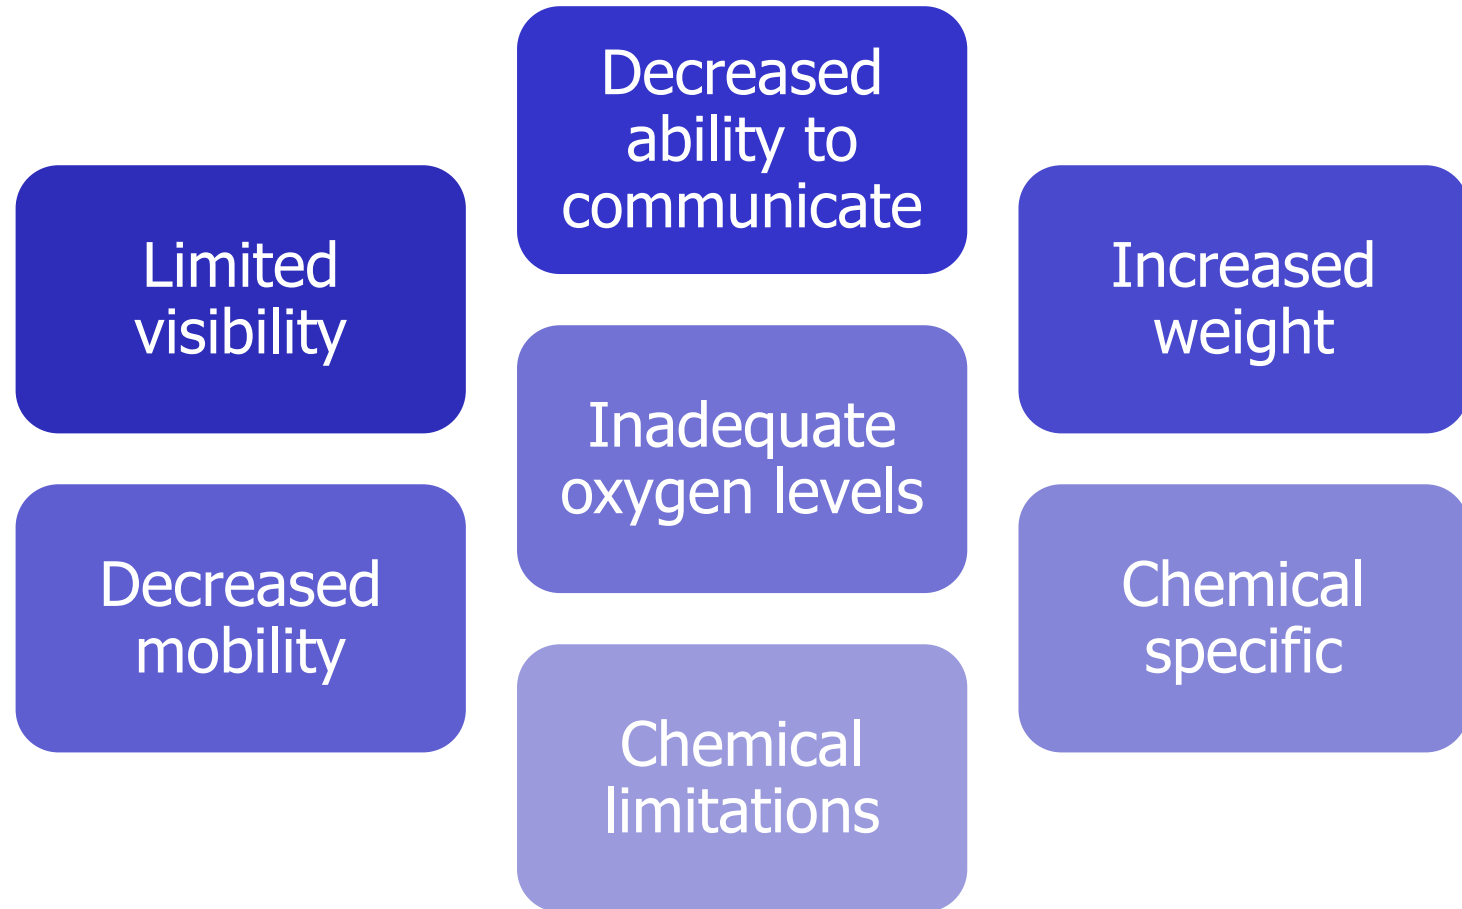 Limited
visibility
Decreased
ability to
communicate
Increased
weight
Decreased
mobility
Inadequate
oxygen levels
Chemical
specific
Chemical
limitations